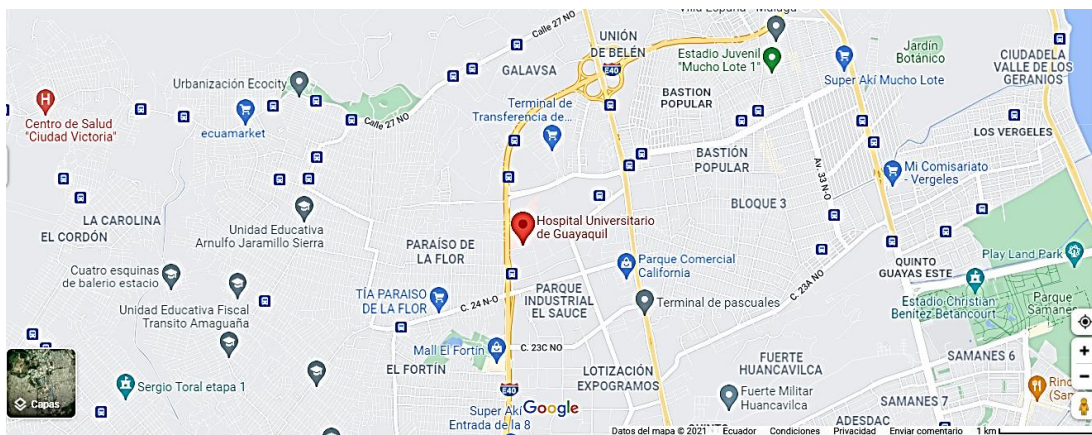 Villa España - Málaga
Calle 27 NO
UNIÓN
DE BELÉN
Estadio Juvenil
"Mucho Lote 1"
Jardín
Botánico
CIUDADELA
VALLE DE LOS
GERANIOS
GALAVSA
E40
Super Akí Mucho Lote
Urbanización Ecocity
Centro de Salud
"Ciudad Victoria"
ecuamarket
Calle 27 NO
Terminal de
Transferencia de...
BASTION
POPULAR
LOS VERGELES
BASTIÓN
POPULAR
Av. 33 N-O
Mi Comisariato
- Vergeles
LA CAROLINA
EL CORDÓN
Unidad Educativa
Arnulfo Jaramillo Sierra
Hospital Universitario
de Guayaquil
BLOQUE 3
PARAÍSO DE
LA FLOR
Cuatro esquinas
de balerio estacio
Parque Comercial
California
QUINTO
GUAYAS ESTE
Play Land Park
C. 23A NO
TÍA PARAISO
DE LA FLOR
C. 24 N-O
PARQUE
INDUSTRIAL
EL SAUCE
Terminal de pascuales
Estadio Christian
Benítez Betancourt
Parque
Samanes
Unidad Educativa Fiscal
Transito Amaguaña
Mall El Fortín
C. 23C NO
SAMANES 6
EL FORTÍN
LOTIZACIÓN
EXPOGRAMOS
FUERTE
HUANCAVILCA
Sergio Toral etapa 1
E40
Fuerte Militar
Huancavilca
SAMANES 7
Capas
Super Akí
Entrada de la 8
Google
ADESDAC
Datos del mapa © 2021 Ecuador Condiciones Privacidad Enviar comentario 1 km